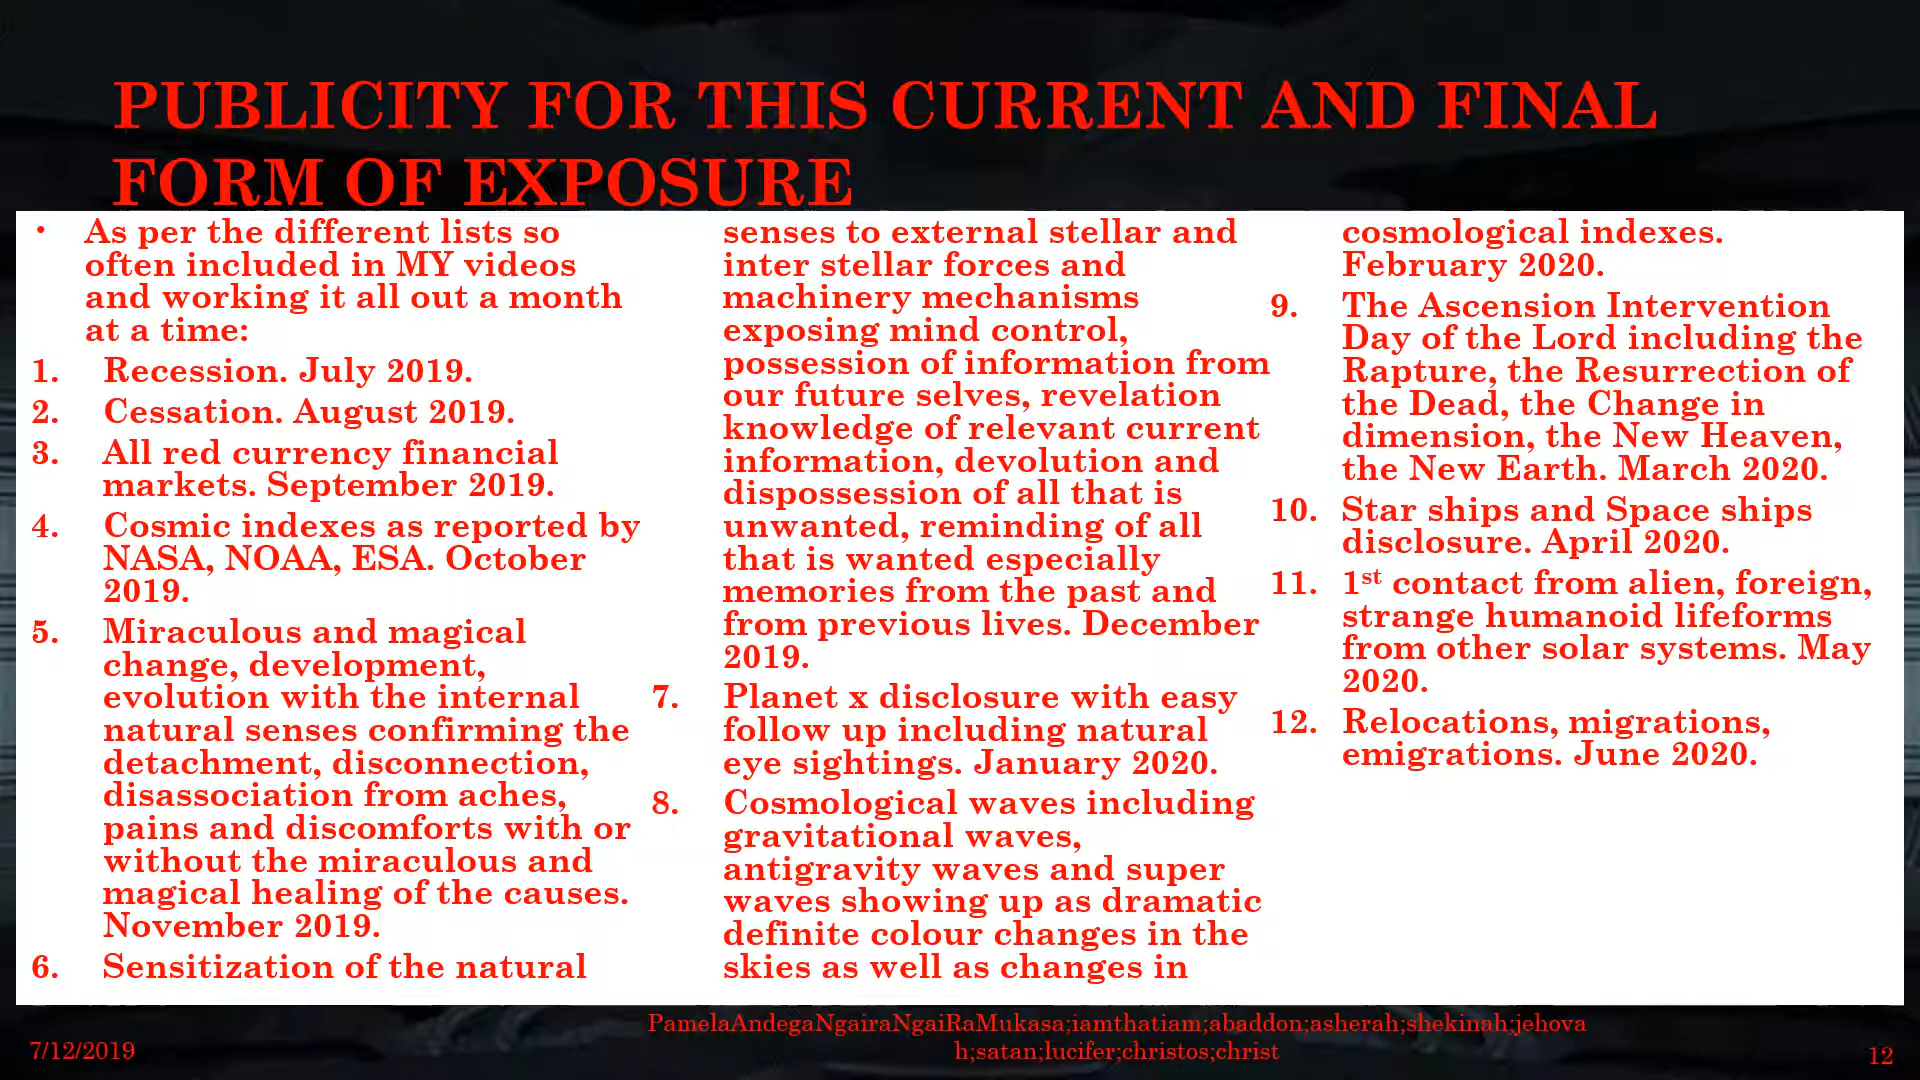 PUBLICITY FOR THIS CURRENT AND FINAL
FORM OF EXPOSURE
• As per the different lists so
often included in MY videos
and working it all out a month
at a time:
1. Recession. July 2019.
2. Cessation. August 2019.
3. All red currency financial
markets. September 2019.
4. Cosmic indexes as reported by
NASA, NOAA, ESA. October
2019.
5. Miraculous and magical
change, development,
evolution with the internal
natural senses confirming the
detachment, disconnection,
disassociation from aches,
pains and discomforts with or
without the miraculous and
magical healing of the causes.
November 2019.
6. Sensitization of the natural
senses to external stellar and
inter stellar forces and
machinery mechanisms
exposing mind control,
possession of information from
our future selves, revelation
knowledge of relevant current
information, devolution and
dispossession of all that is
unwanted, reminding of all
that is wanted especially
memories from the past and
from previous lives. December
2019.
7. Planet x disclosure with easy
follow up including natural
eye sightings. January 2020.
8. Cosmological waves including
gravitational waves,
antigravity waves and super
waves showing up as dramatic
definite colour changes in the
skies as well as changes in
cosmological indexes.
February 2020.
9. The Ascension Intervention
Day of the Lord including the
Rapture, the Resurrection of
the Dead, the Change in
dimension, the New Heaven,
the New Earth. March 2020.
10. Star ships and Space ships
disclosure. April 2020.
11. 1st contact from alien, foreign,
strange humanoid lifeforms
from other solar systems. May
2020.
12. Relocations, migrations,
emigrations. June 2020.
7/12/2019
PamelaAndegaNgairaNgaiRaMukasa;iamthatiam;abaddon;asherah;shekinah;jehova
h;satan;lucifer;christos;christ
12